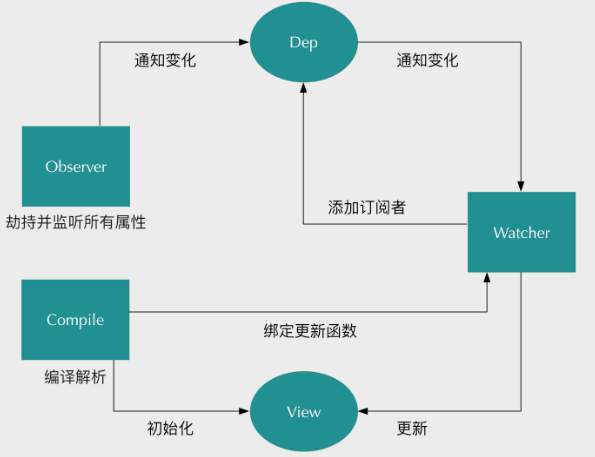 Dep
通知变化
通知变化
Observer
劫持并监听所有属性
添加订阅者
Watcher
Compile
绑定更新函数
编译解析
初始化
View
更新